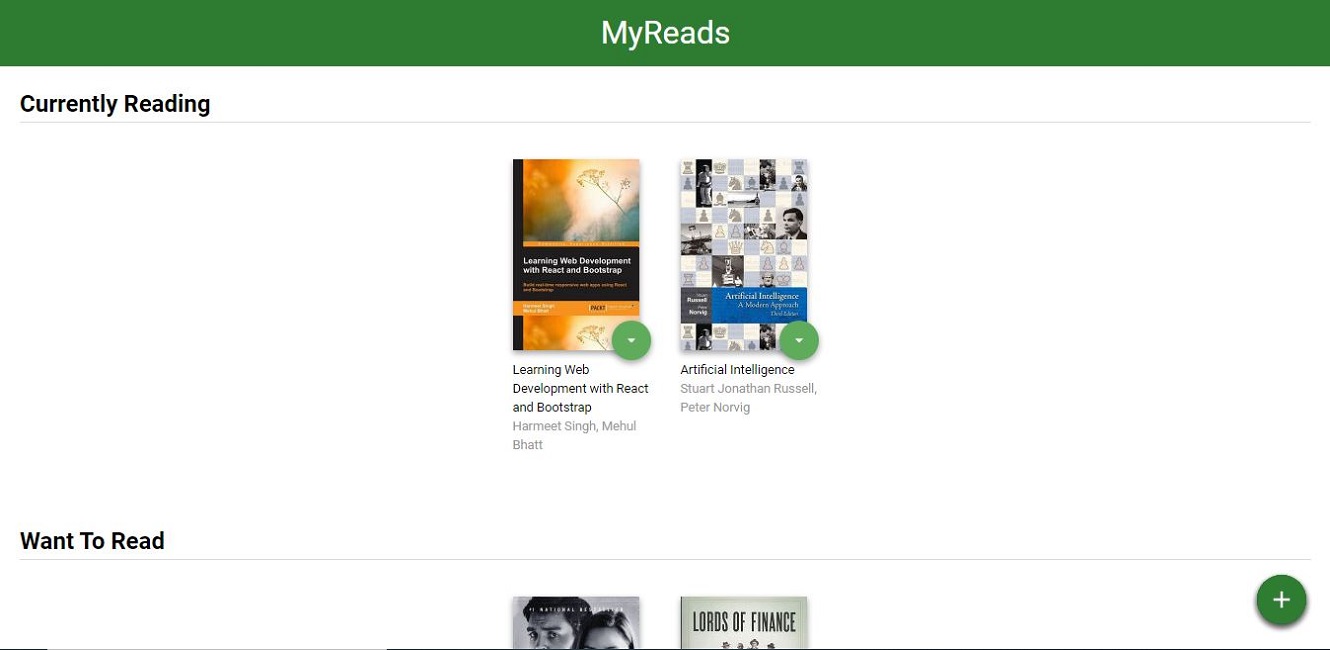 MyReads
Currently Reading
Learning Web Development
with React and Bootstrap
Build real-time responsive web apps using React
and Bootstrap
Harmeet Singh
Mehul Bhatt
PACKT
Stuart
Russell
Peter
Norvig
Artificial Intelligence
A Modern Approach
Third Edition
Learning Web
Development with React
and Bootstrap
Harmeet Singh, Mehul
Bhatt
Artificial Intelligence
Stuart Jonathan Russell,
Peter Norvig
Want To Read
#1 NATIONAL BESTSELLER
LORDS OF FINANCE